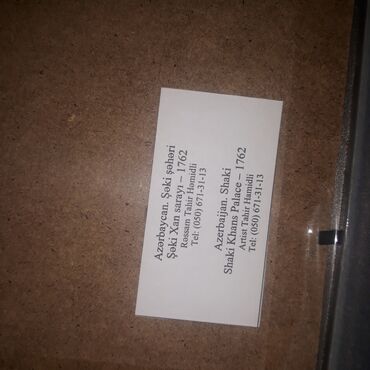 Azərbaycan. Şəki şəhəri
Şəki Xan sarayı – 1762
Rəssam Tahir Həmidli
Tel: (050) 671-31-13
Azerbaijan. Shaki
Shaki Khans Palace – 1762
Artist Tahir Hamidli
Tel: (050) 671-31-13